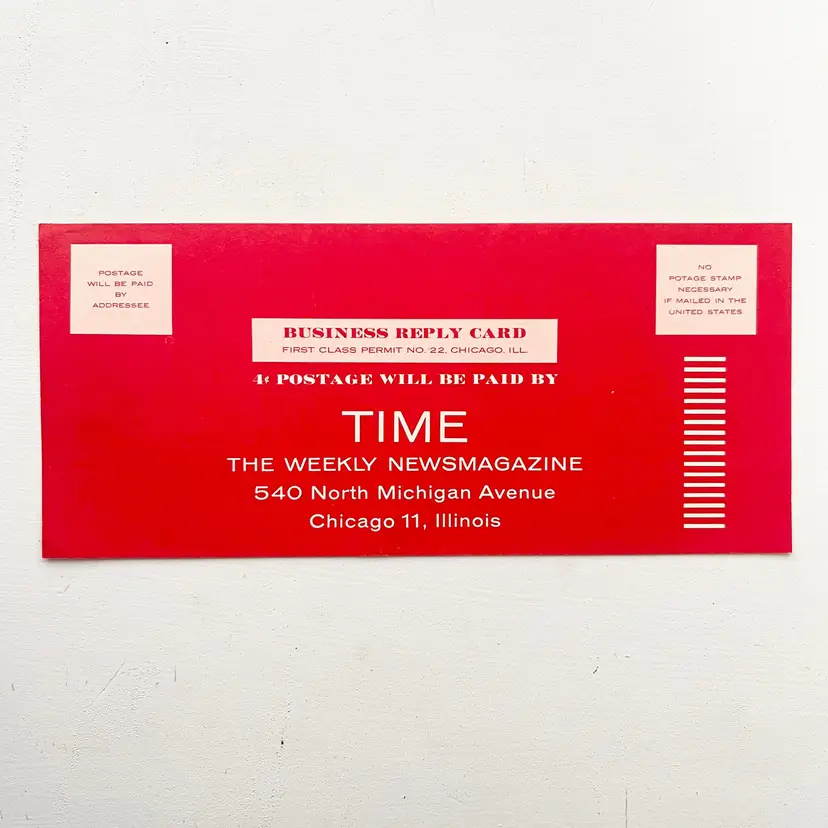 POSTAGE
WILL BE PAID
BY
ADDRESSEE
NO
POTAGE STAMP
NECESSARY
IF MAILED IN THE
UNITED STATES
BUSINESS REPLY CARD
FIRST CLASS PERMIT NO. 22, CHICAGO, ILL.
4¢ POSTAGE WILL BE PAID BY
TIME
THE WEEKLY NEWSMAGAZINE
540 North Michigan Avenue
Chicago 11, Illinois